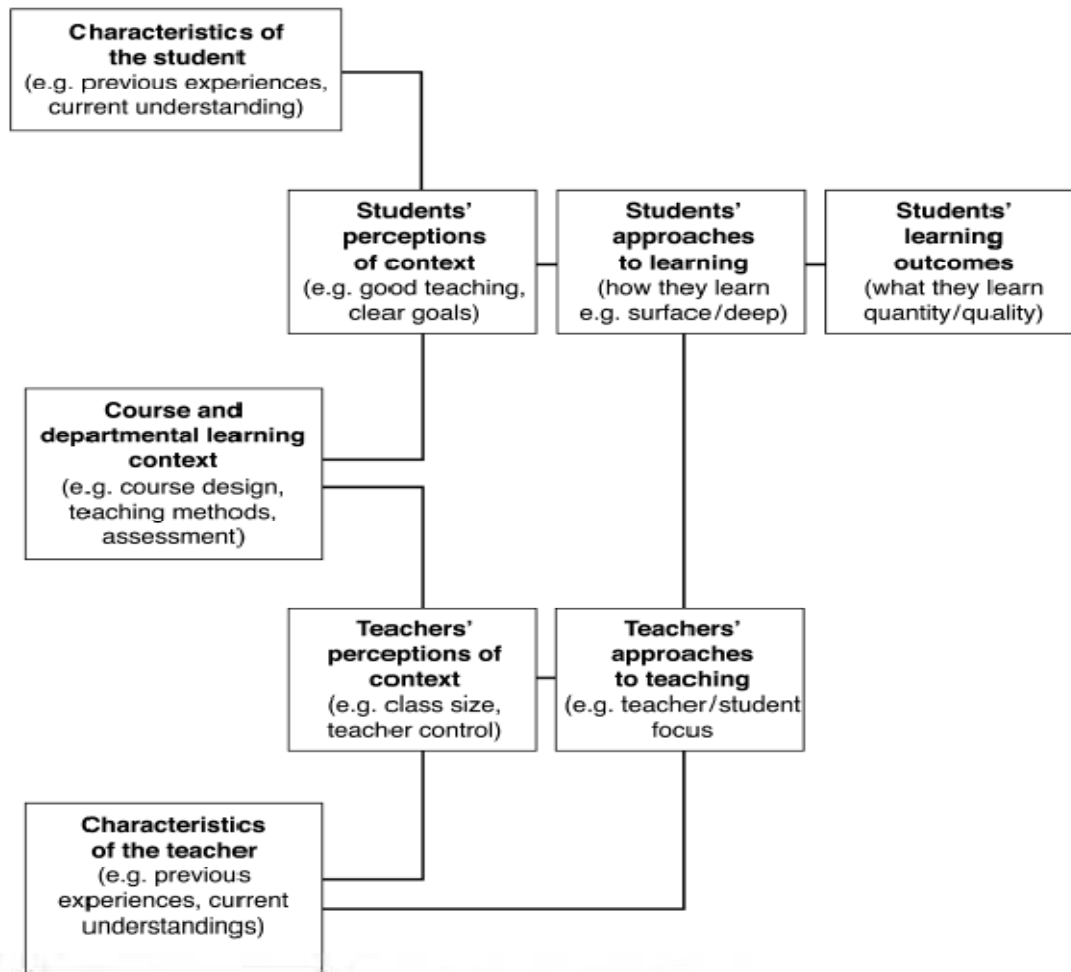 Characteristics of
the student
(e.g. previous experiences,
current understanding)
Students’
perceptions
of context
(e.g. good teaching,
clear goals)
Students’
approaches
to learning
(how they learn
e.g. surface/deep)
Students’
learning
outcomes
(what they learn
quantity/quality)
Course and
departmental learning
context
(e.g. course design,
teaching methods,
assessment)
Teachers’
perceptions of
context
(e.g. class size,
teacher control)
Teachers’
approaches
to teaching
(e.g. teacher/student
focus
Characteristics
of the teacher
(e.g. previous
experiences, current
understandings)